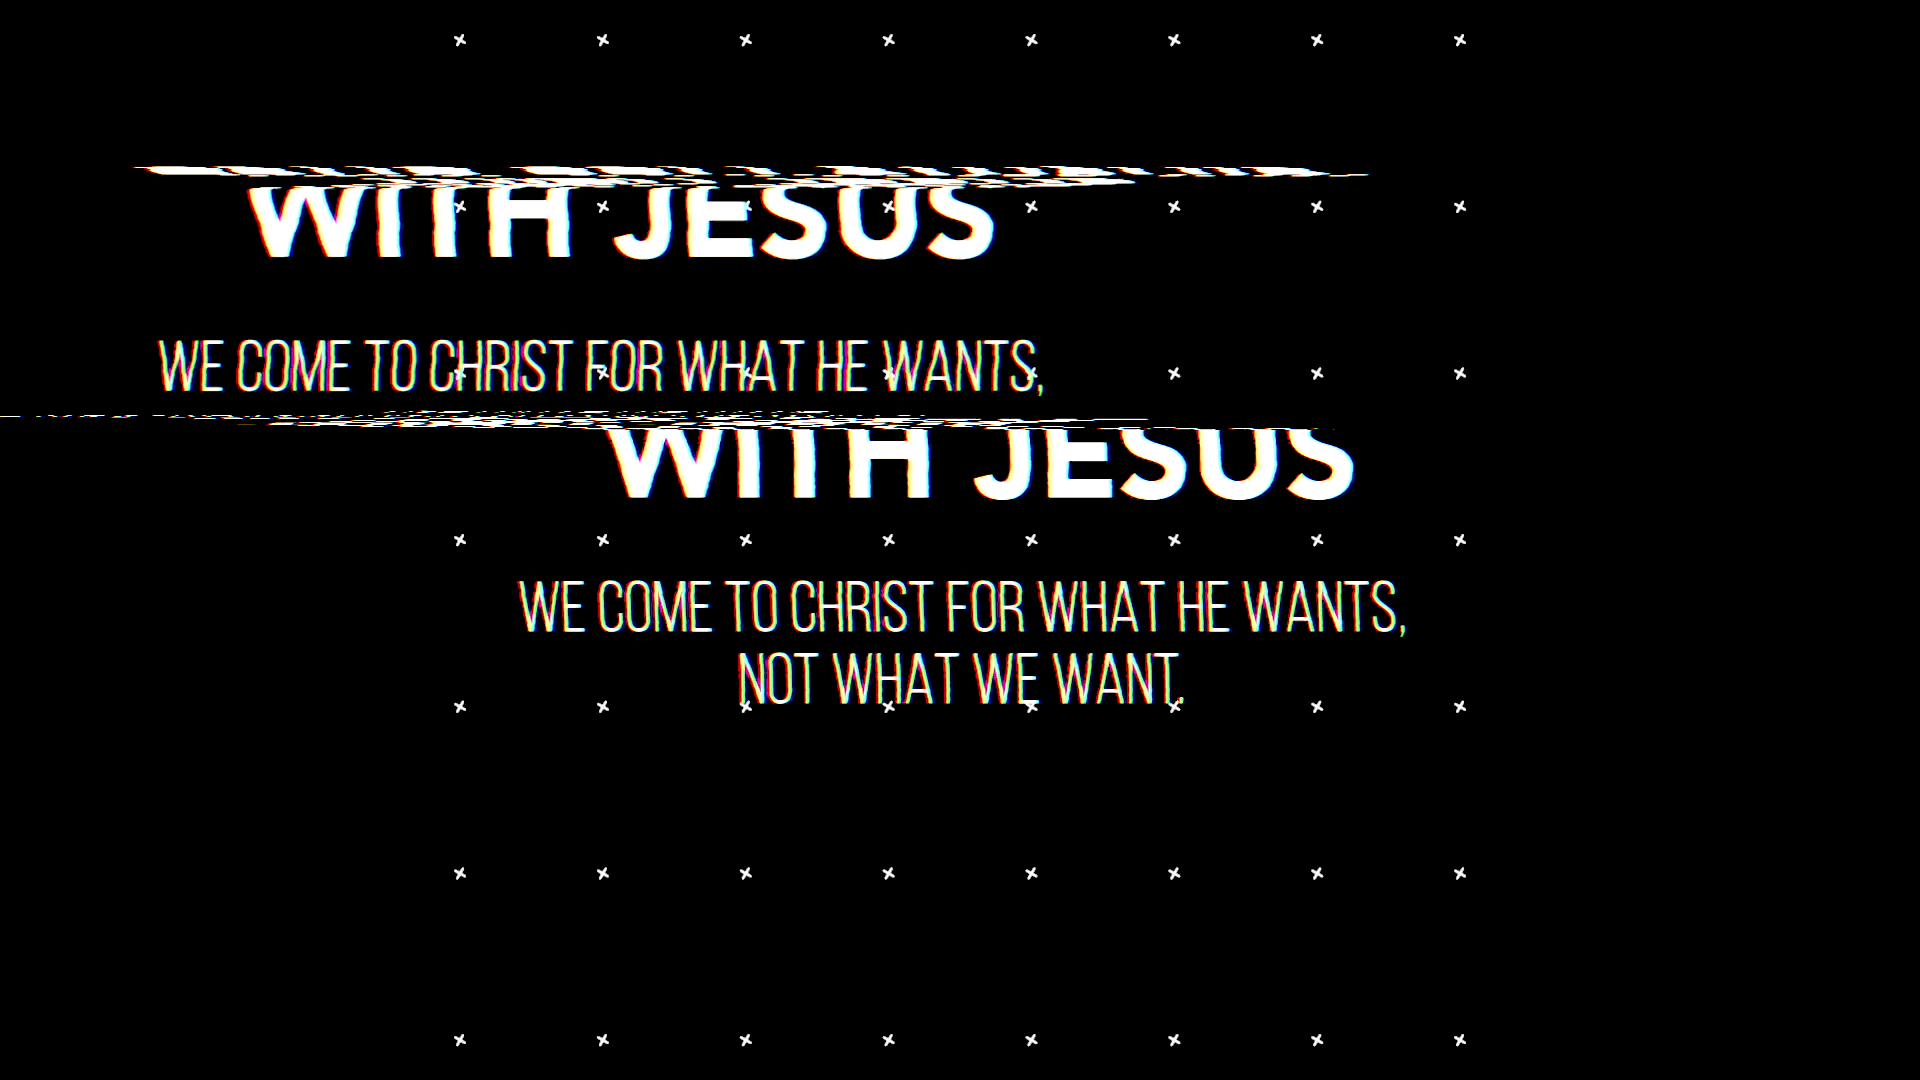 WITH JESUS
WE COME TO CHRIST FOR WHAT HE WANTS,
WITH JESUS
WE COME TO CHRIST FOR WHAT HE WANTS,
NOT WHAT WE WANT.